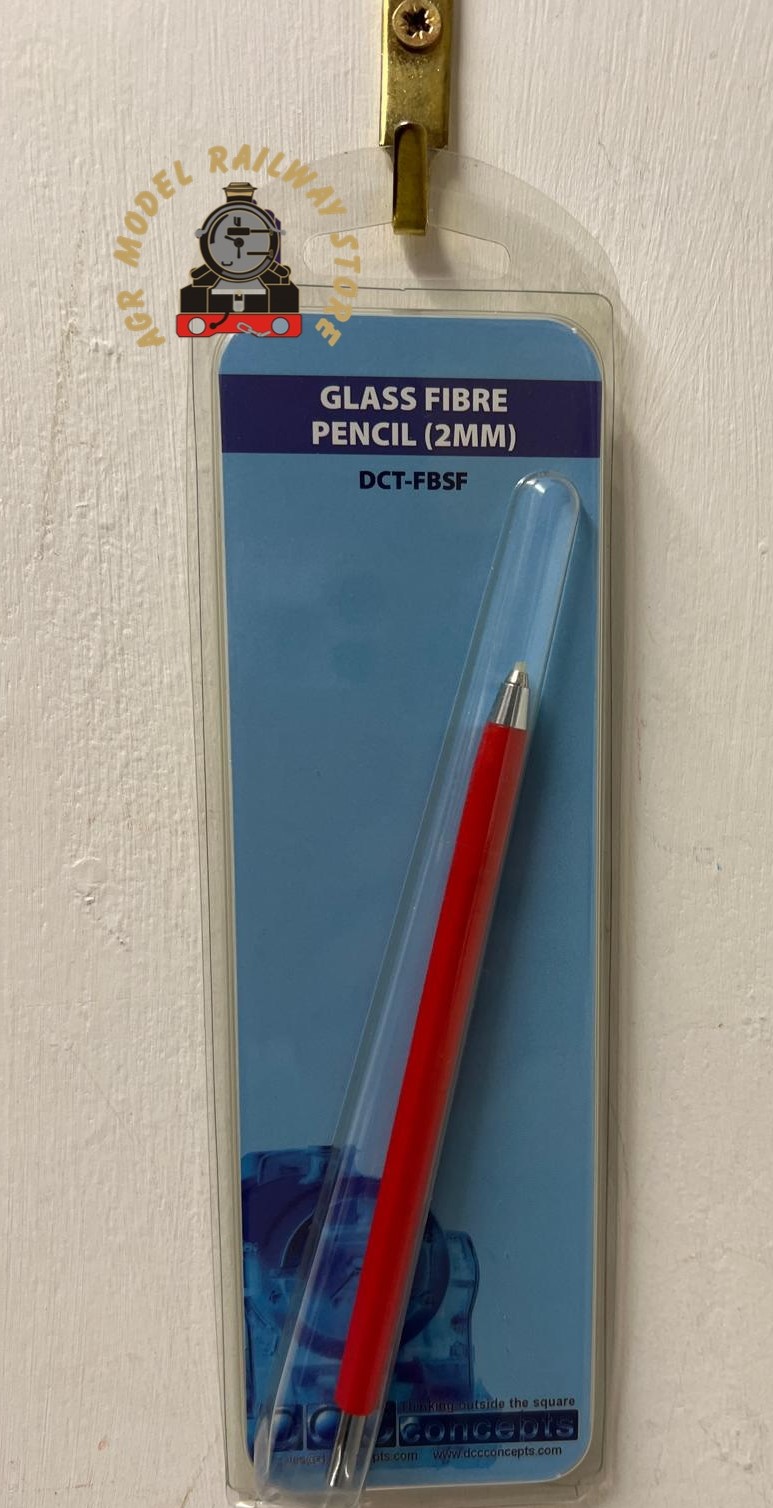 AGR MODEL RAILWAY STORE
GLASS FIBRE
PENCIL (2MM)
DCT-FBSF
Thinking outside the square
concepts
www.dccconcepts.com